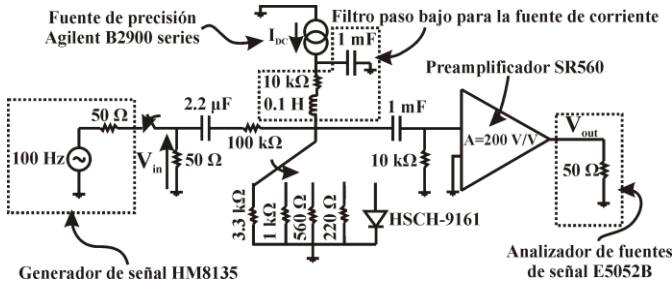 Fuente de precisión
Agilent B2900 series
I_DC
1 mF
Filtro paso bajo para la fuente de corriente
10 kΩ
0.1 H
Preamplificador SR560
50 Ω
2.2 µF
100 kΩ
1 mF
100 Hz
V_in
50 Ω
10 kΩ
A=200 V/V
V_out
50 Ω
3.3 kΩ
1 kΩ
560 Ω
220 Ω
HSCH-9161
Generador de señal HM8135
Analizador de fuentes
de señal E5052B